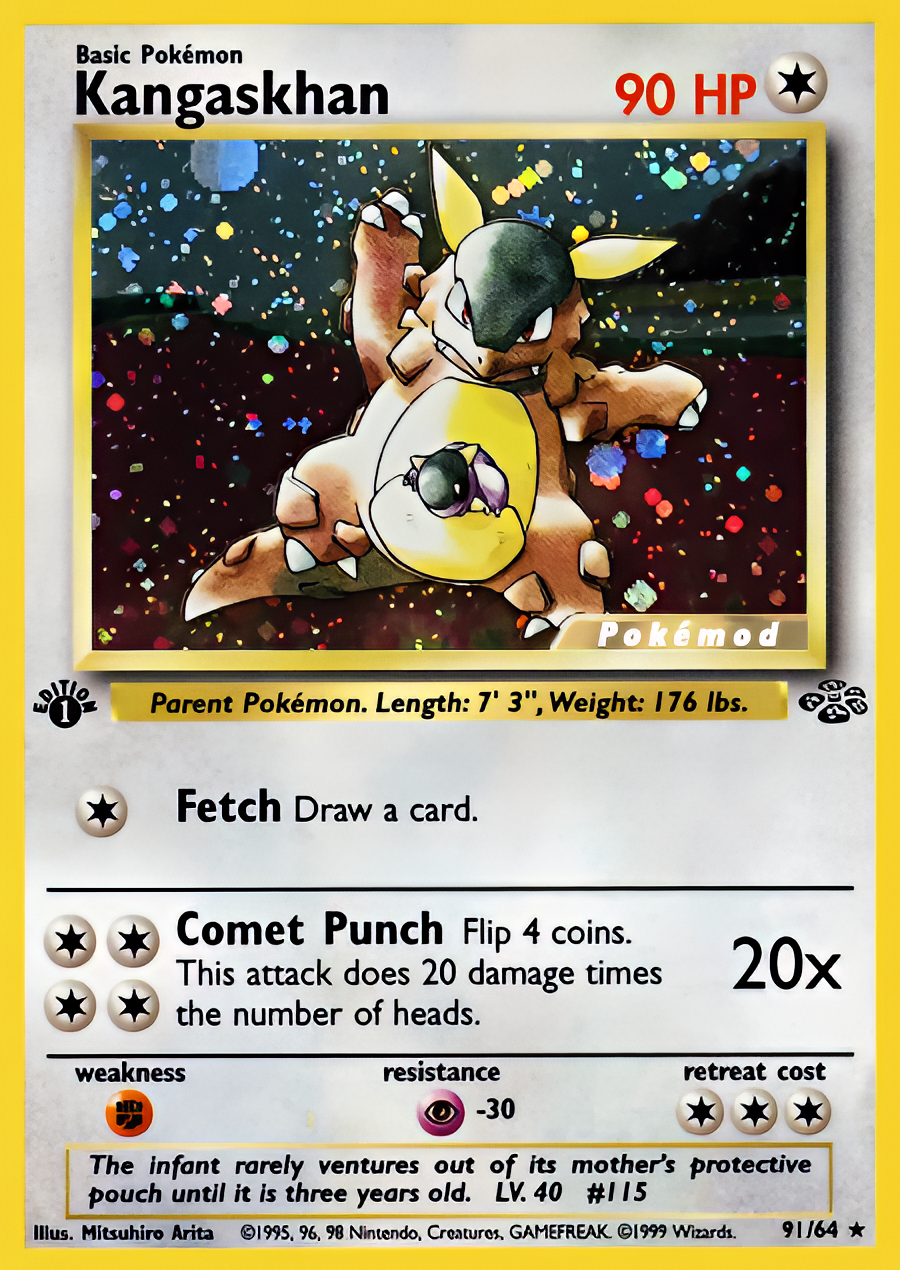 Basic Pokémon
Kangaskhan
90 HP
Pokémod
EDITION
1
Parent Pokémon. Length: 7' 3", Weight: 176 lbs.
Fetch Draw a card.
Comet Punch Flip 4 coins.
This attack does 20 damage times
the number of heads.
20x
weakness
resistance
retreat cost
-30
The infant rarely ventures out of its mother's protective
pouch until it is three years old. LV. 40 #115
Illus. Mitsuhiro Arita ©1995, 96, 98 Nintendo, Creatures, GAMEFREAK. ©1999 Wizards. 91/64 ★